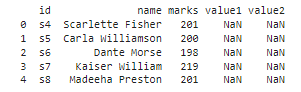 id name marks value1 value2
0 s4 Scarlette Fisher 201 NaN NaN
1 s5 Carla Williamson 200 NaN NaN
2 s6 Dante Morse 198 NaN NaN
3 s7 Kaiser William 219 NaN NaN
4 s8 Madeeha Preston 201 NaN NaN